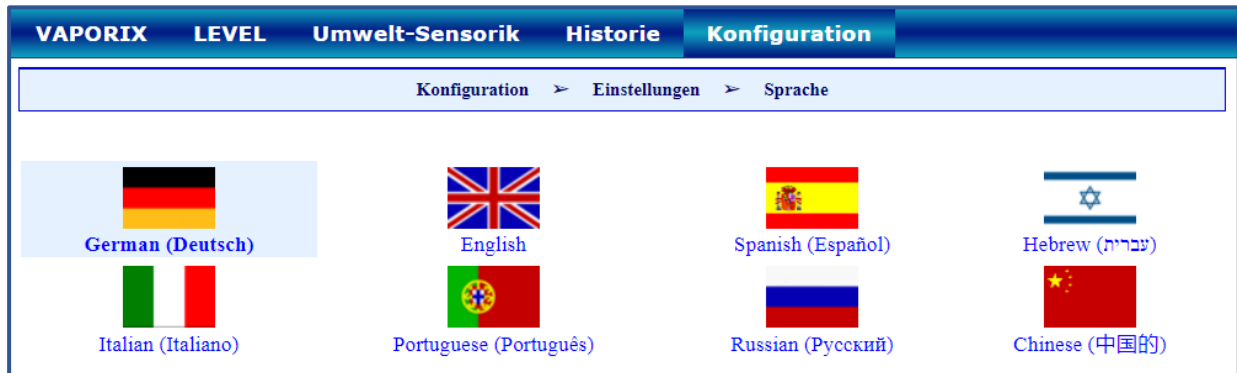 VAPORIX LEVEL Umwelt-Sensorik Historie Konfiguration
Konfiguration ➢ Einstellungen ➢ Sprache
German (Deutsch) English Spanish (Español) Hebrew (עברית)
Italian (Italiano) Portuguese (Português) Russian (Русский) Chinese (中国的)